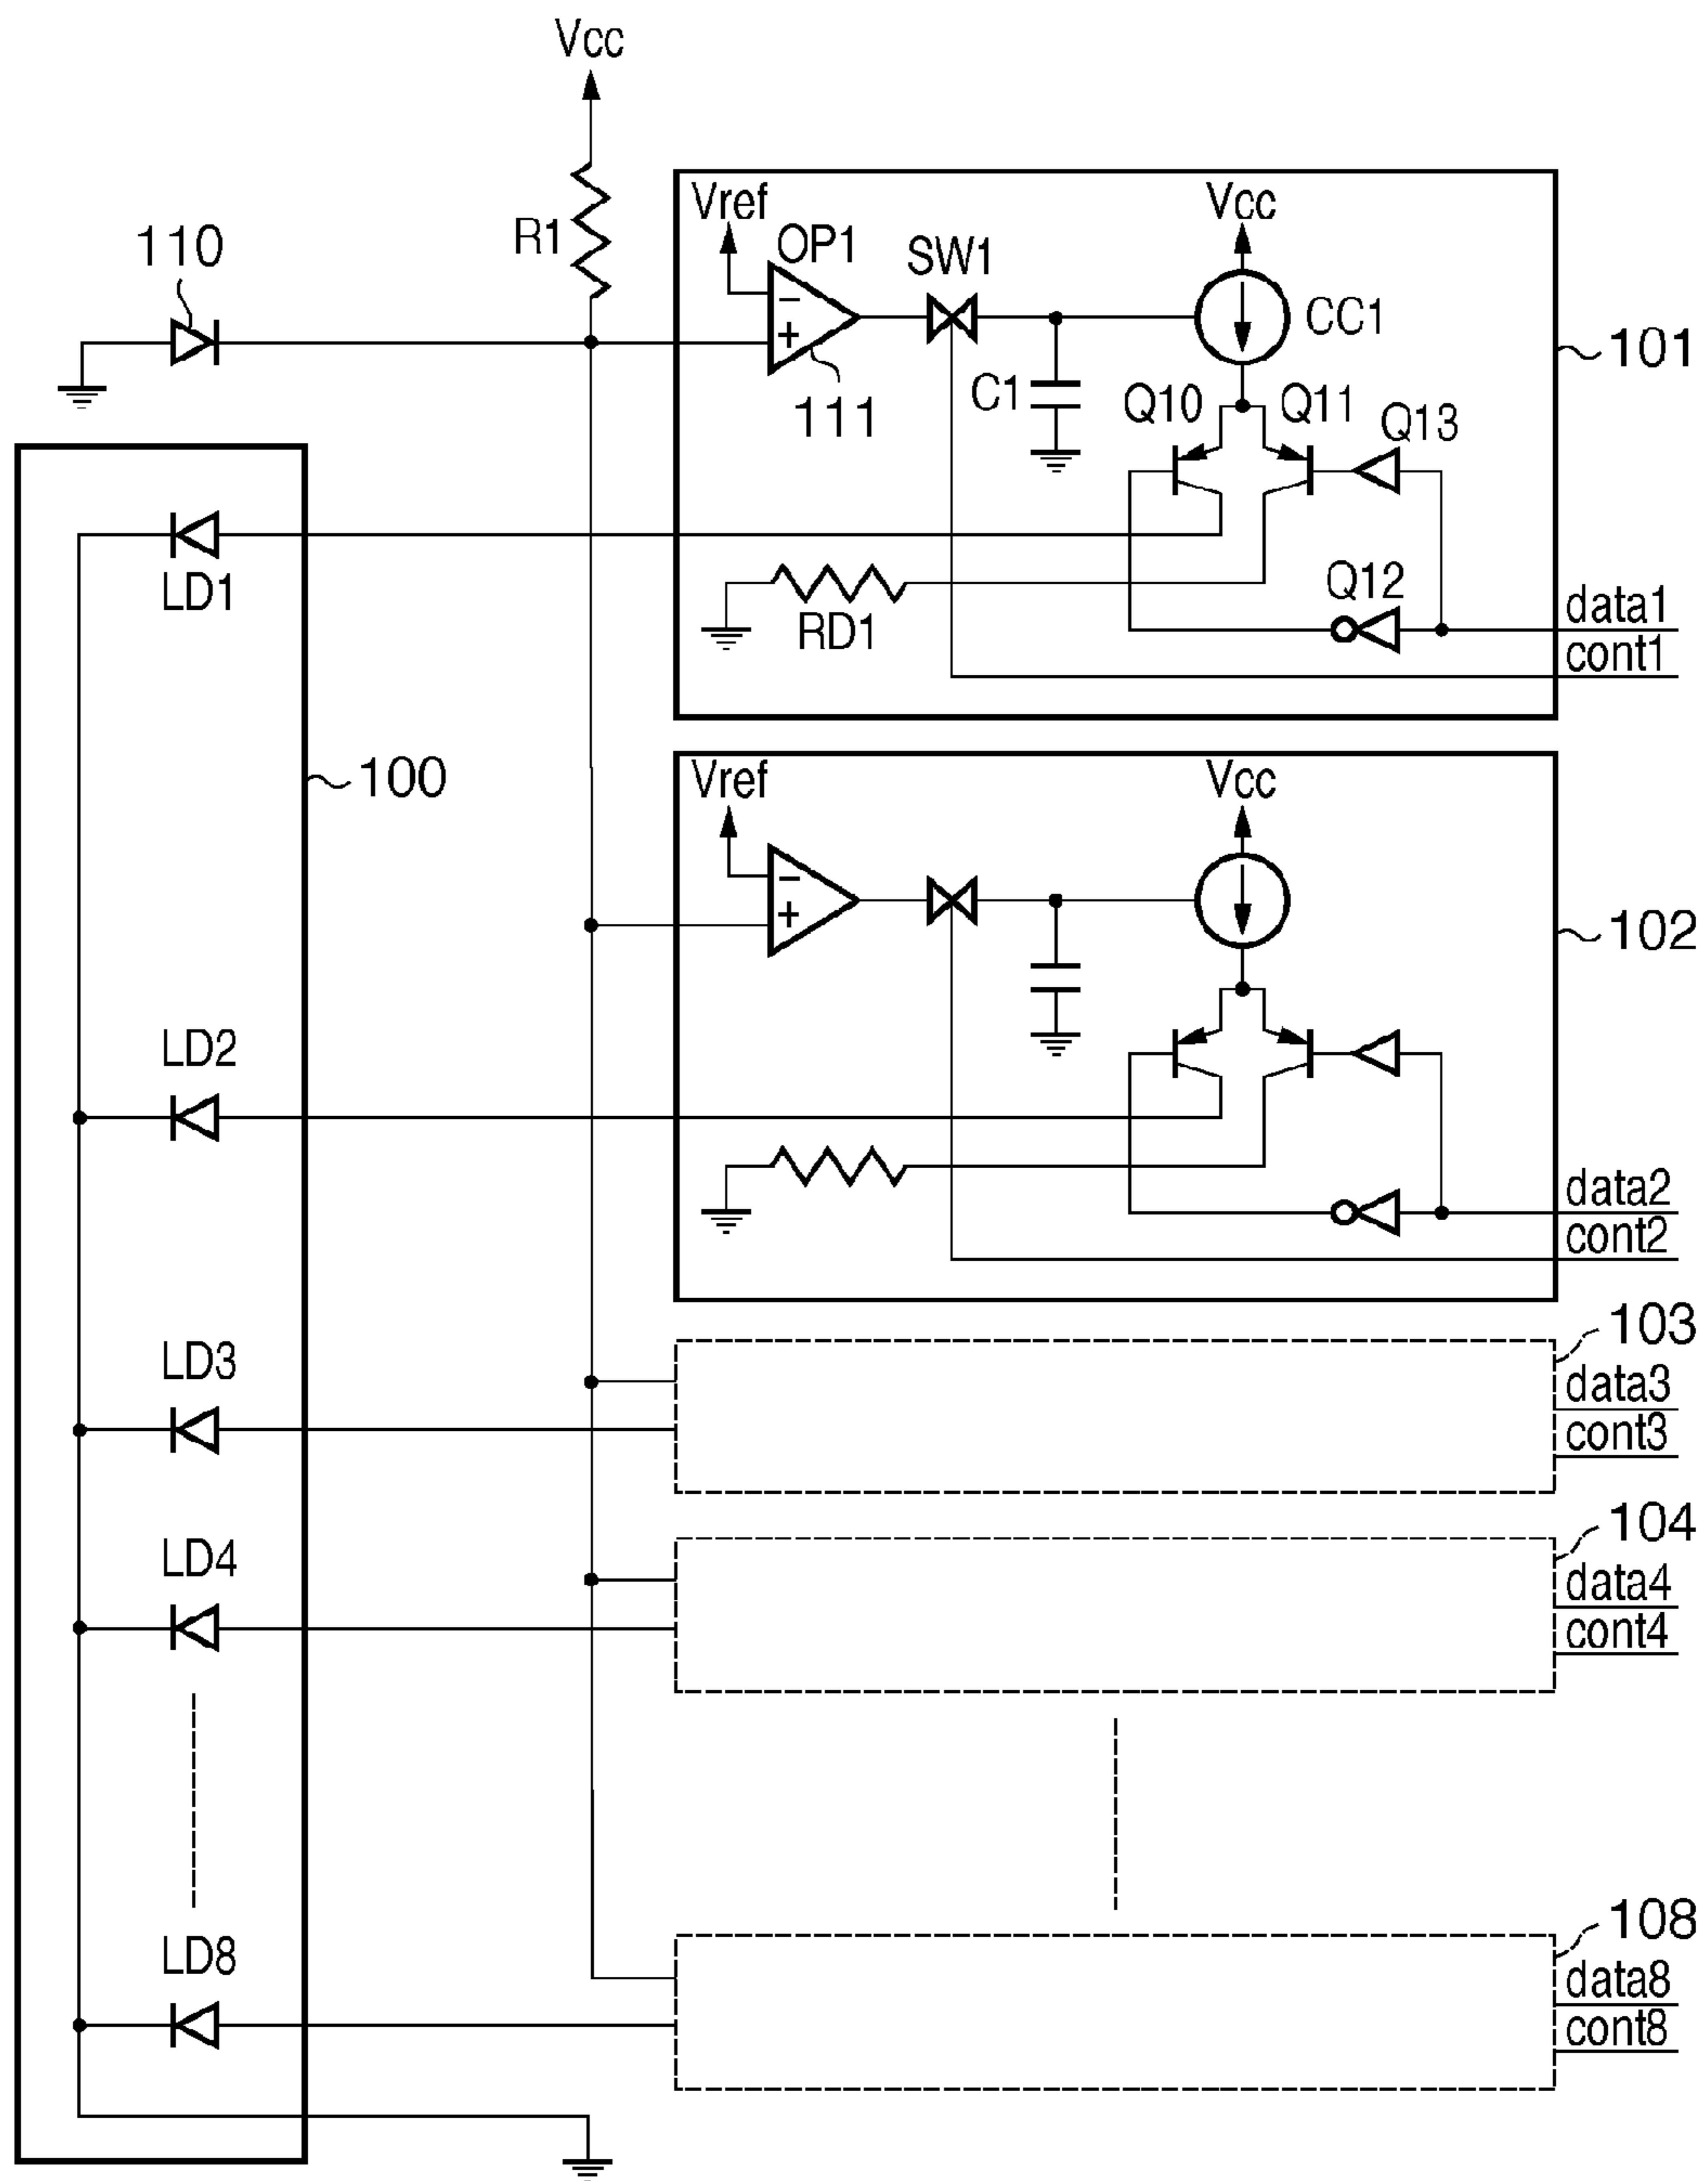 Vcc
R1
110
Vref
OP1
SW1
Vcc
CC1
101
−
+
111
C1
Q10
Q11
Q13
LD1
RD1
Q12
data1
cont1
100
Vref
Vcc
−
+
102
LD2
data2
cont2
103
LD3
data3
cont3
104
LD4
data4
cont4
108
LD8
data8
cont8